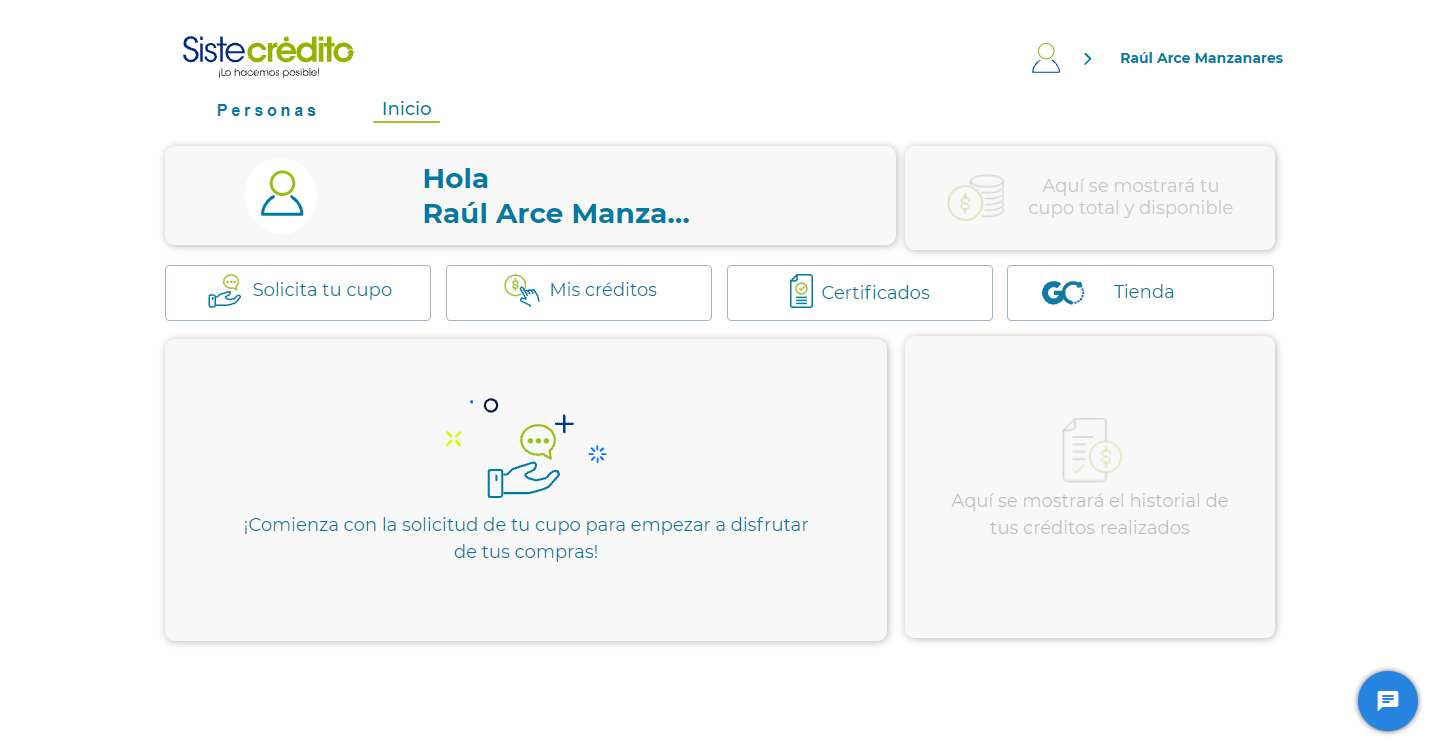 Sistecrédito
¡Lo hacemos posible!
Raúl Arce Manzanares
Personas
Inicio
Hola
Raúl Arce Manza...
Aquí se mostrará tu
cupo total y disponible
Solicita tu cupo
Mis créditos
Certificados
GO
Tienda
¡Comienza con la solicitud de tu cupo para empezar a disfrutar
de tus compras!
Aquí se mostrará el historial de
tus créditos realizados